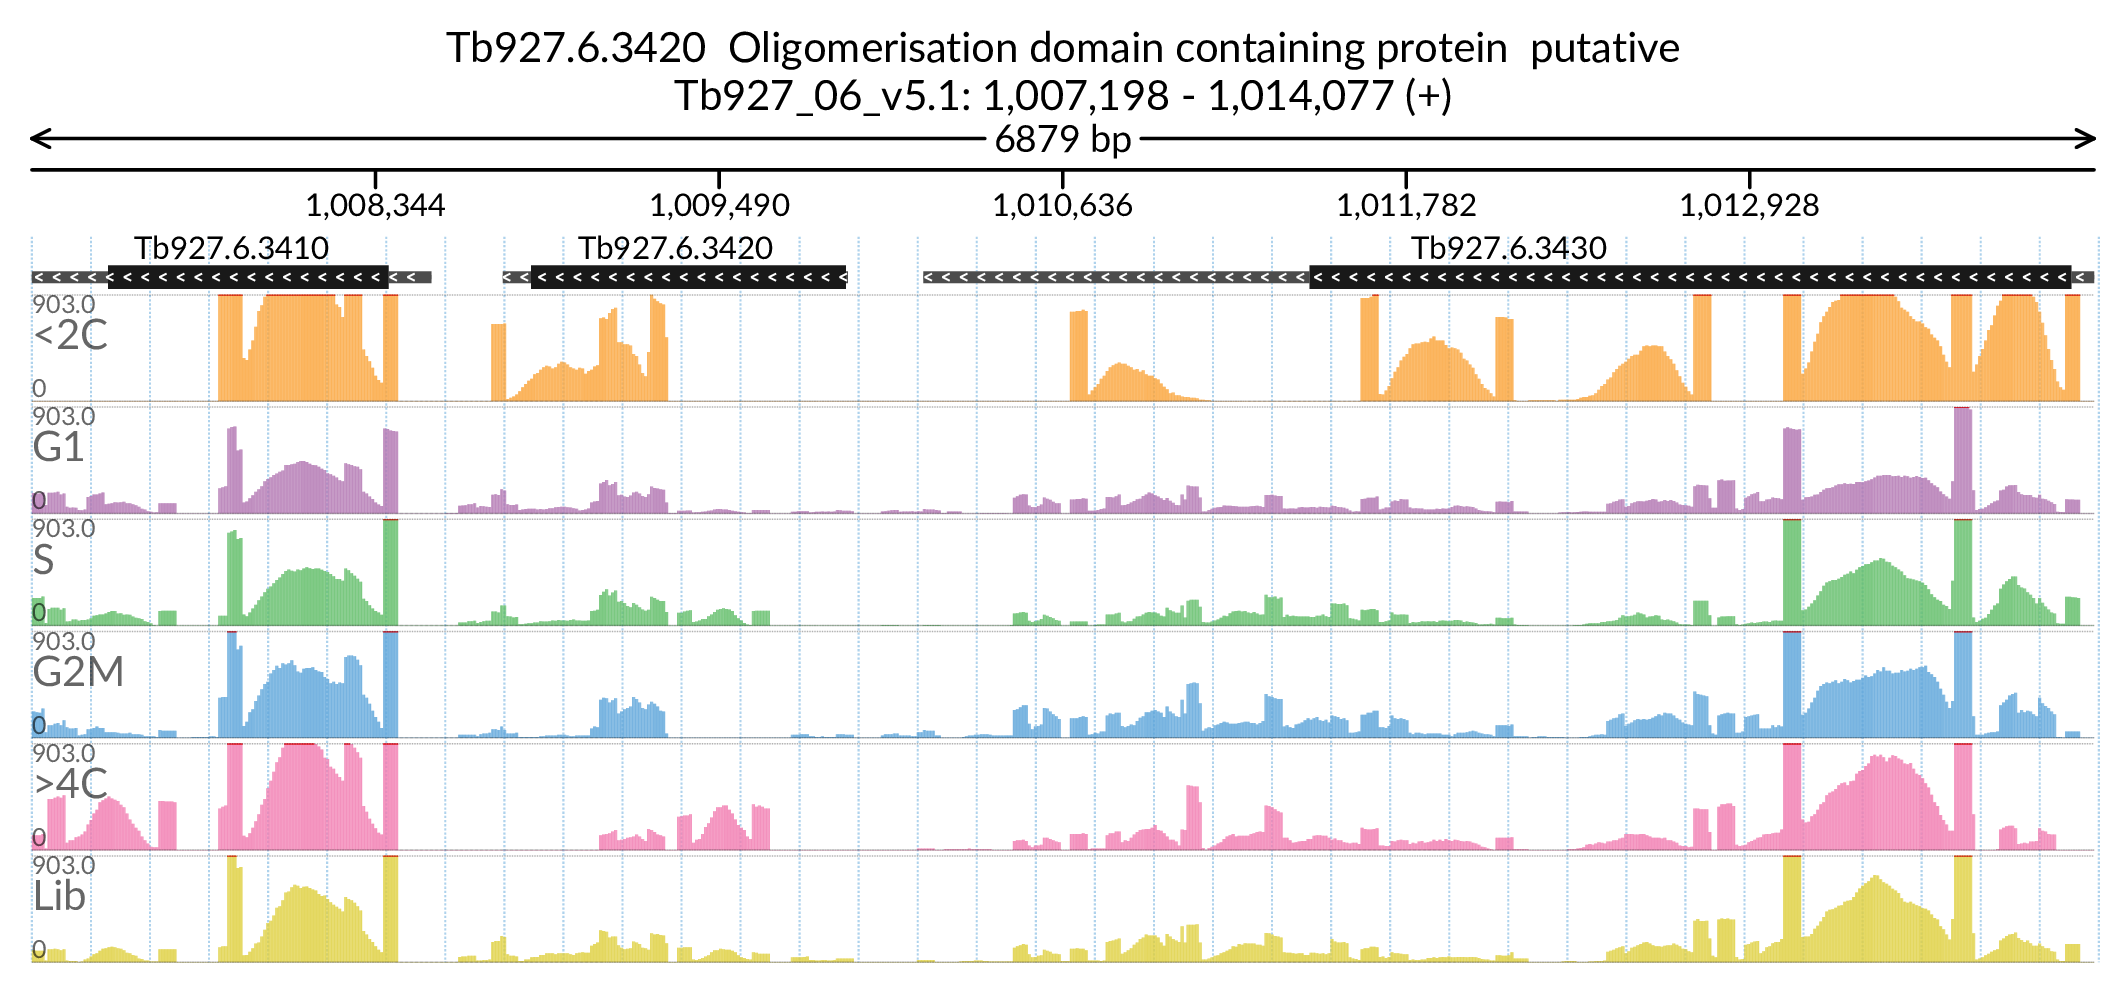 Tb927.6.3420  Oligomerisation domain containing protein  putative
Tb927_06_v5.1: 1,007,198 - 1,014,077 (+)
6879 bp
1,008,344 1,009,490 1,010,636 1,011,782 1,012,928
Tb927.6.3410 Tb927.6.3420 Tb927.6.3430
903.0
<2C
0
903.0
G1
0
903.0
S
0
903.0
G2M
0
903.0
>4C
0
903.0
Lib
0